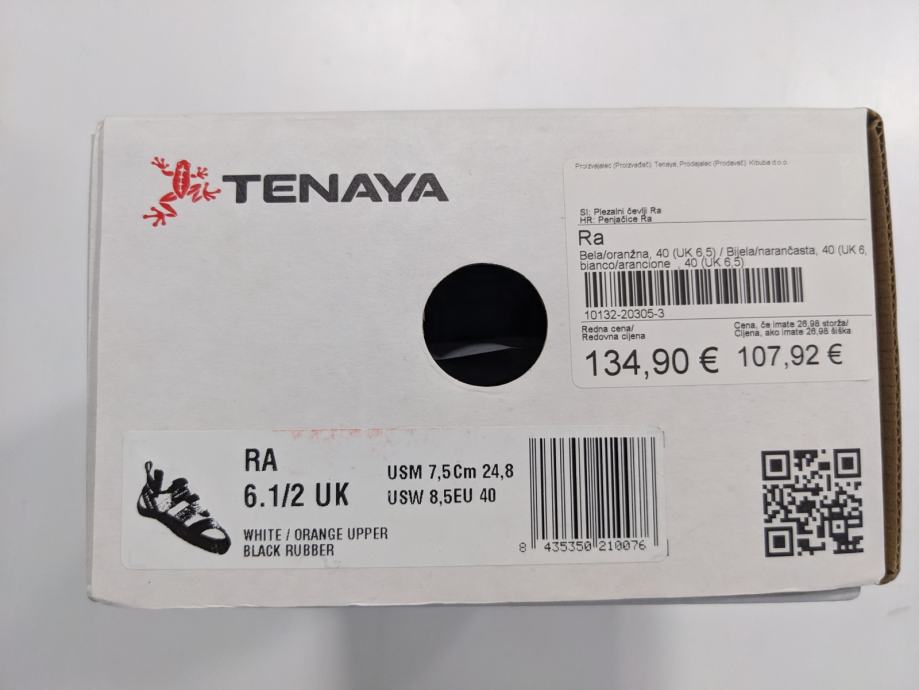 TENAYA
Proizvajalec (Proizvođač): Tenaya, Prodajalec (Prodavač): Kibuba d.o.o.
SI: Plezalni čevlji Ra
HR: Penjačice Ra
Ra
Bela/oranžna, 40 (UK 6,5) / Bijela/narančasta, 40 (UK 6,
bianco/arancione , 40 (UK 6,5)
10132-20305-3
Redna cena/
Redovna cijena
134,90 €
Cena, če imate 26,98 storža/
Cijena, ako imate 26,98 šiška
107,92 €
RA
6.1/2 UK
USM 7,5 Cm 24,8
USW 8,5 EU 40
WHITE / ORANGE UPPER
BLACK RUBBER
8 435350 210076